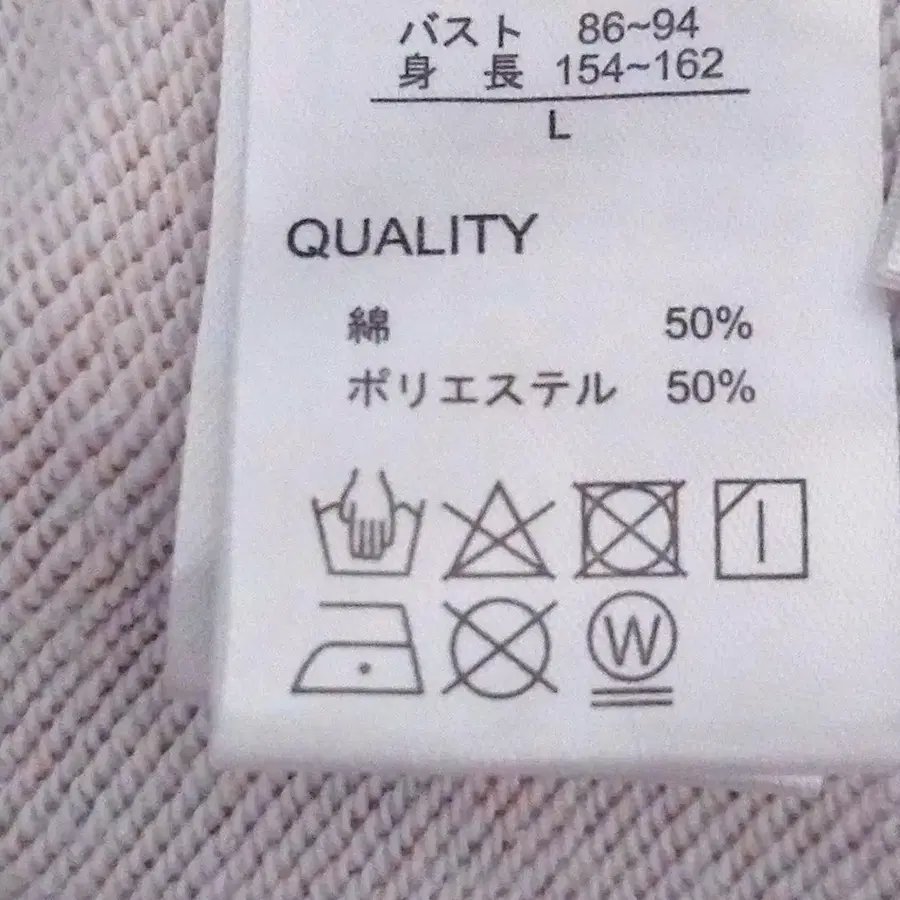 バスト 86~94
身 長 154~162
L
QUALITY
綿 50%
ポリエステル 50%
W